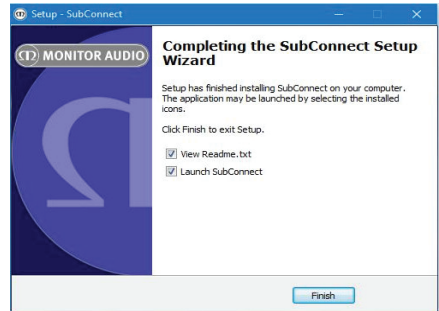 Setup - SubConnect
MONITOR AUDIO
Completing the SubConnect Setup
Wizard
Setup has finished installing SubConnect on your computer.
The application may be launched by selecting the installed
icons.
Click Finish to exit Setup.
View Readme.txt
Launch SubConnect
Finish